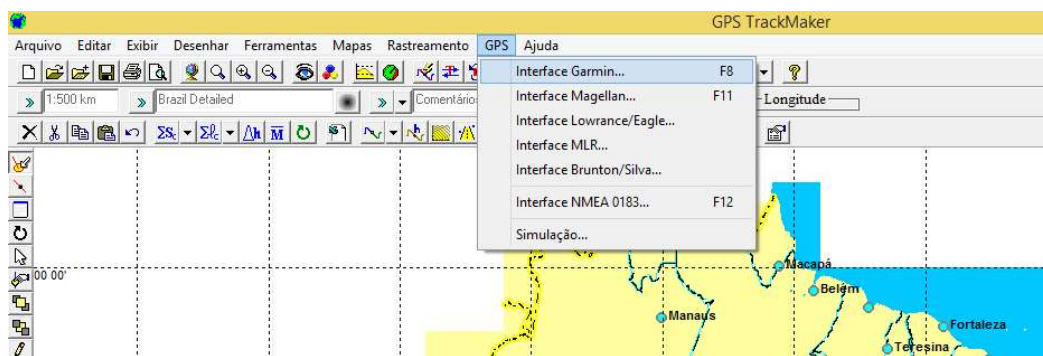 GPS TrackMaker
Arquivo Editar Exibir Desenhar Ferramentas Mapas Rastreamento GPS Ajuda
Interface Garmin... F8
Interface Magellan... F11
Interface Lowrance/Eagle...
Interface MLR...
Interface Brunton/Silva...
Interface NMEA 0183... F12
Simulação...
1:500 km Brazil Detailed Comentário Longitude
00 00'
Macapá
Belém
Manaus
Fortaleza
Teresina